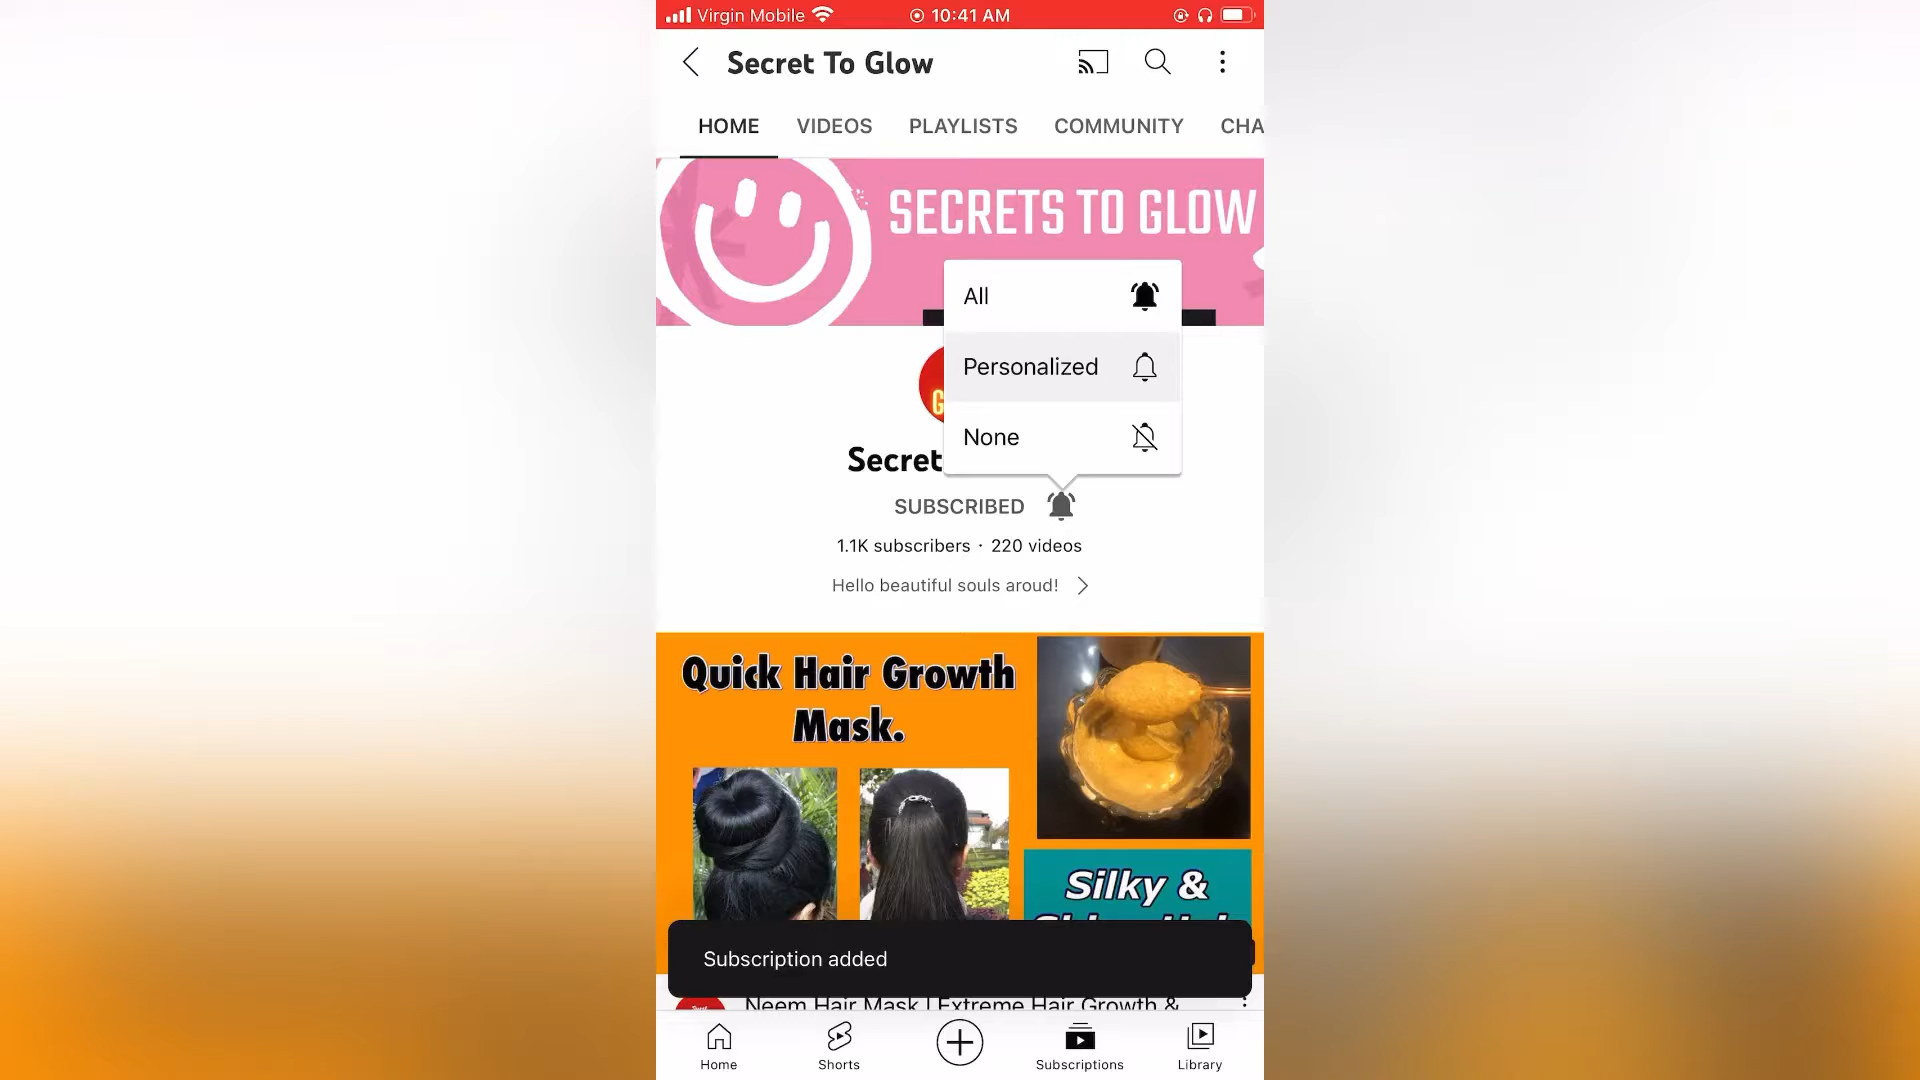 Virgin Mobile
10:41 AM
Secret To Glow
HOME VIDEOS PLAYLISTS COMMUNITY CHA
SECRETS TO GLOW
All
Personalized
None
G
Secret
SUBSCRIBED
1.1K subscribers · 220 videos
Hello beautiful souls aroud!
Quick Hair Growth
Mask.
Silky &
Subscription added
Neem Hair Mask | Extreme Hair Growth &
Home Shorts Subscriptions Library